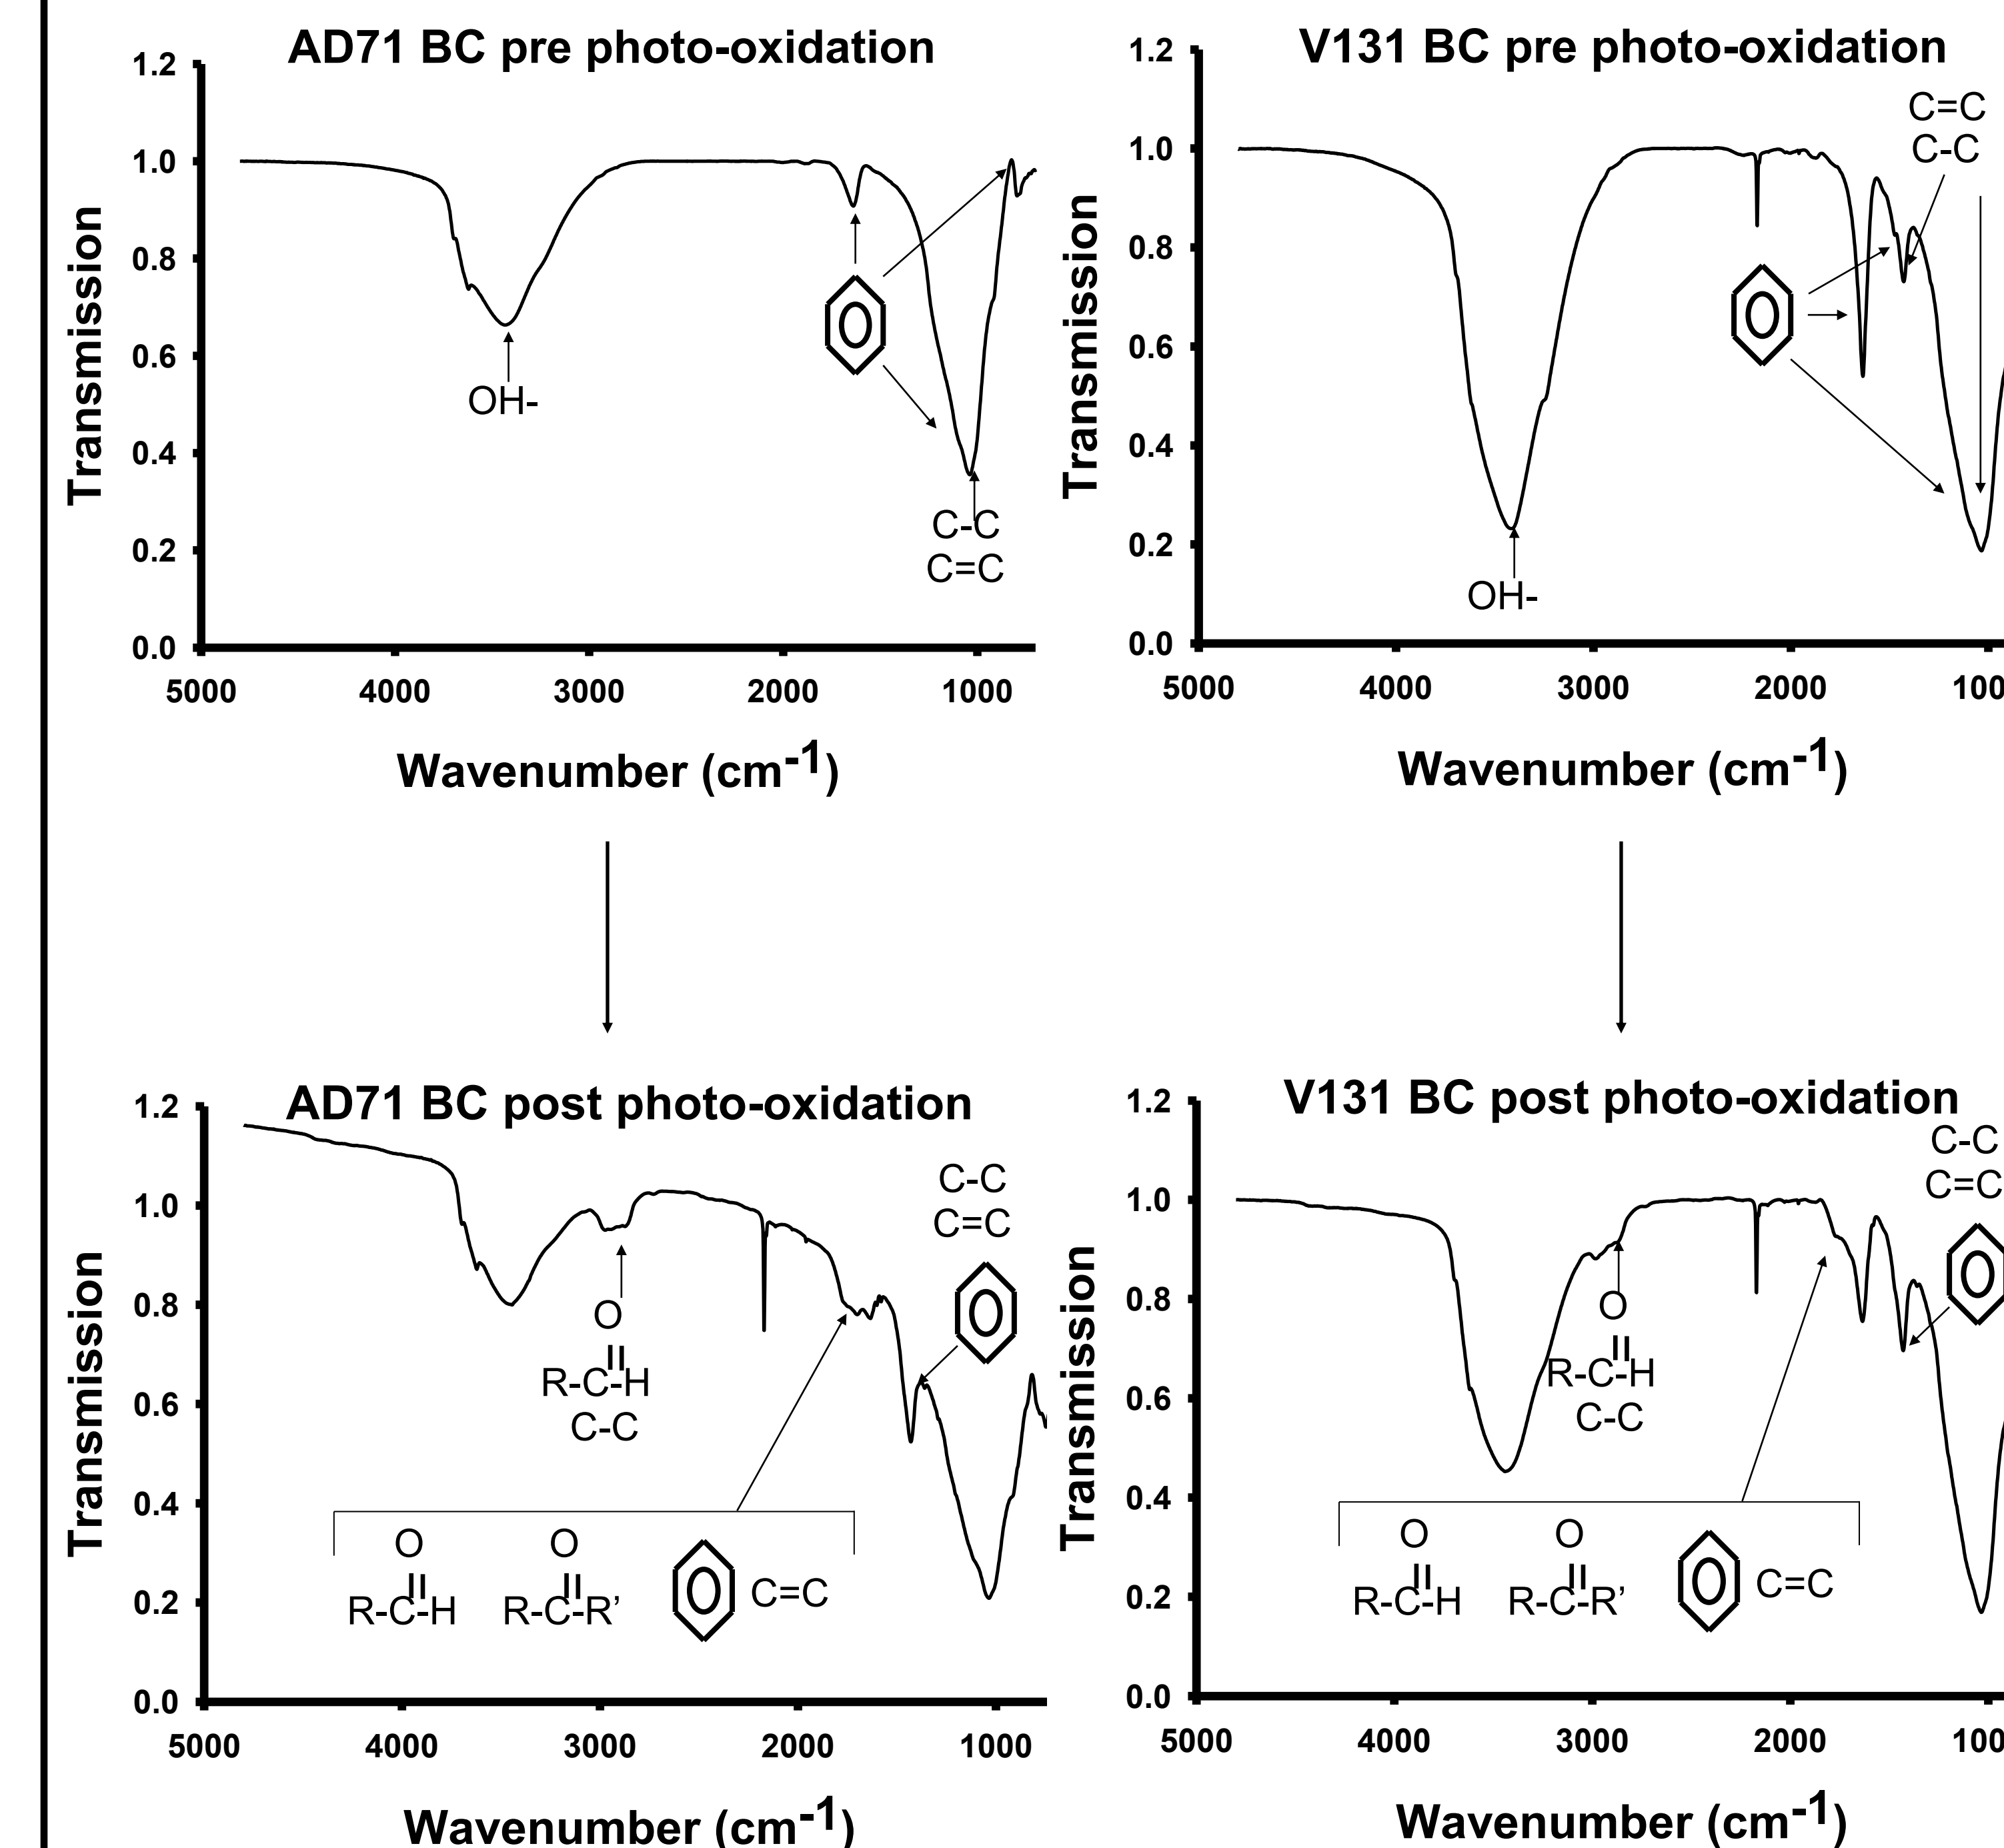 AD71 BC pre photo-oxidation
1.2
1.0
0.8
0.6
0.4
0.2
0.0
Transmission
OH-
C-C
C=C
5000 4000 3000 2000 1000
Wavenumber (cm-1)
V131 BC pre photo-oxidation
1.2
1.0
0.8
0.6
0.4
0.2
0.0
Transmission
C=C
C-C
OH-
5000 4000 3000 2000 100
Wavenumber (cm-1)
AD71 BC post photo-oxidation
1.2
1.0
0.8
0.6
0.4
0.2
0.0
Transmission
C-C
C=C
O
R-C-H
C-C
O O
R-C-H R-C-R’ C=C
5000 4000 3000 2000 1000
Wavenumber (cm-1)
V131 BC post photo-oxidation
1.2
1.0
0.8
0.6
0.4
0.2
0.0
Transmission
C-C
C=C
O
R-C-H
C-C
O O
R-C-H R-C-R’ C=C
5000 4000 3000 2000 100
Wavenumber (cm-1)